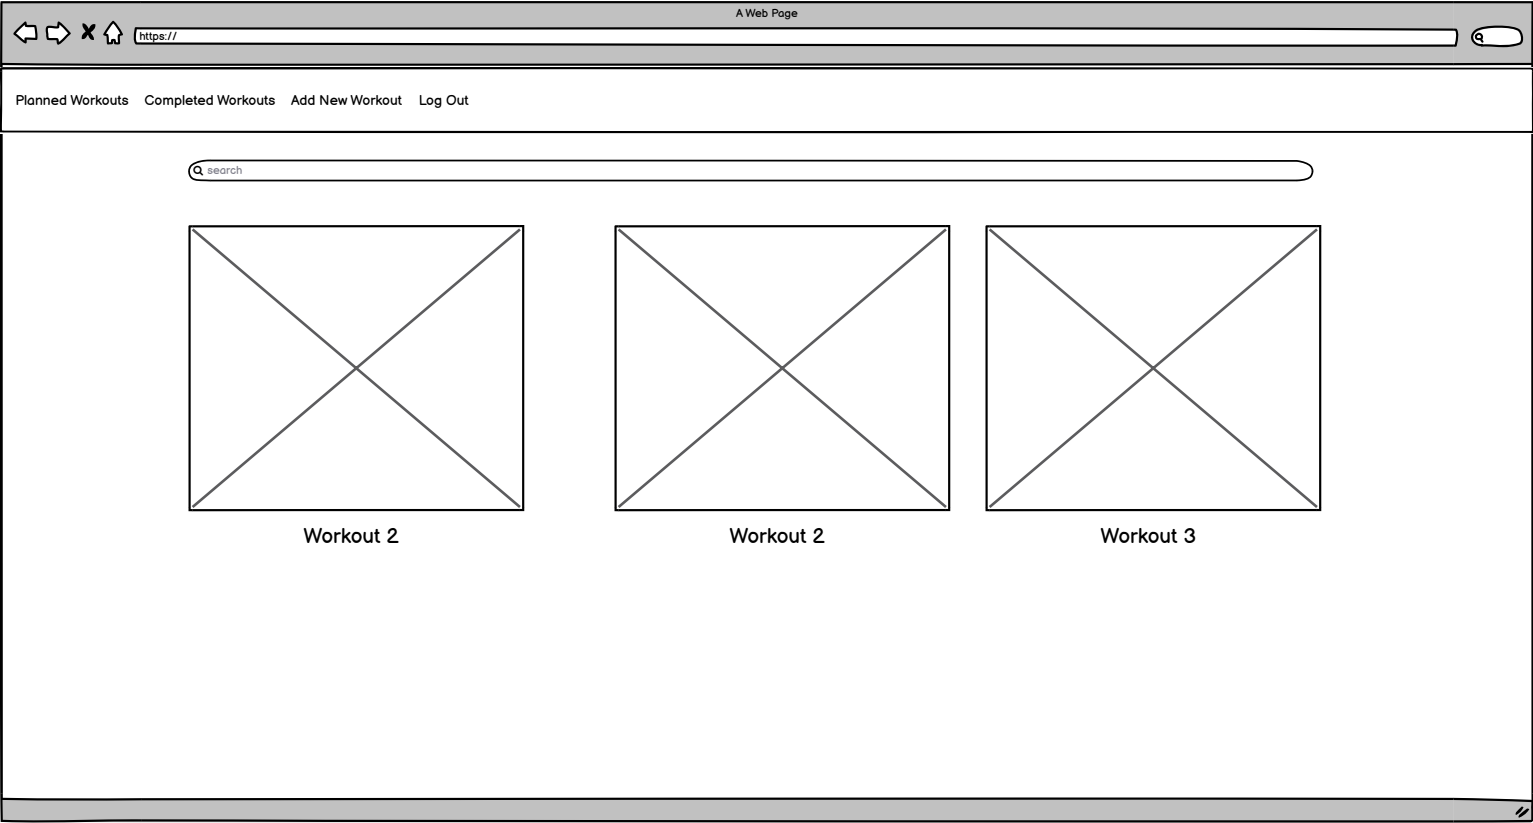 A Web Page
https://
Planned Workouts Completed Workouts Add New Workout Log Out
search
Workout 2 Workout 2 Workout 3